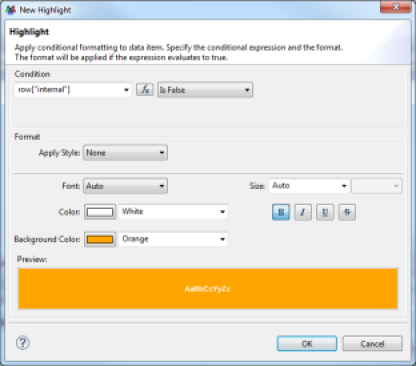 New Highlight
Highlight
Apply conditional formatting to data item. Specify the conditional expression and the format.
The format will be applied if the expression evaluates to true.
Condition
row["internal"] fx Is False
Format
Apply Style: None
Font: Auto Size: Auto
Color: White B I U S
Background Color: Orange
Preview:
AaBbCcYyZz
? OK Cancel